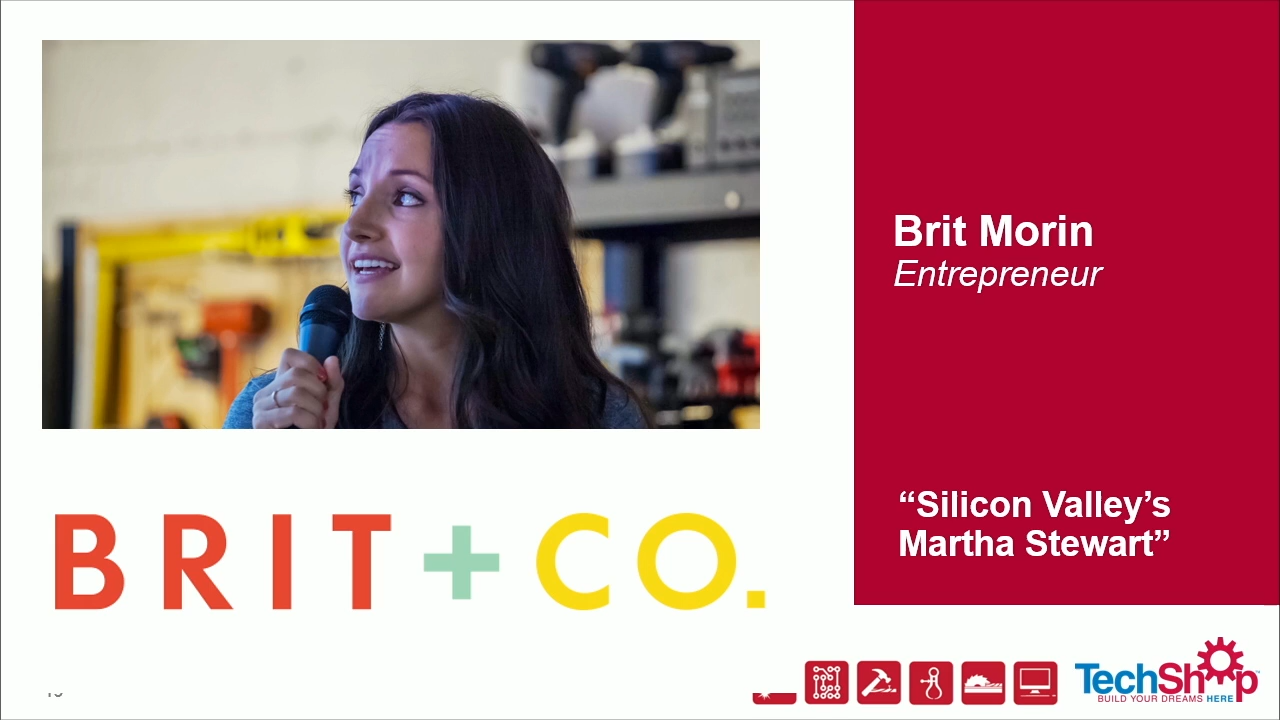 Brit Morin
Entrepreneur
“Silicon Valley’s
Martha Stewart”
BRIT + CO.
TechShop
BUILD YOUR DREAMS HERE